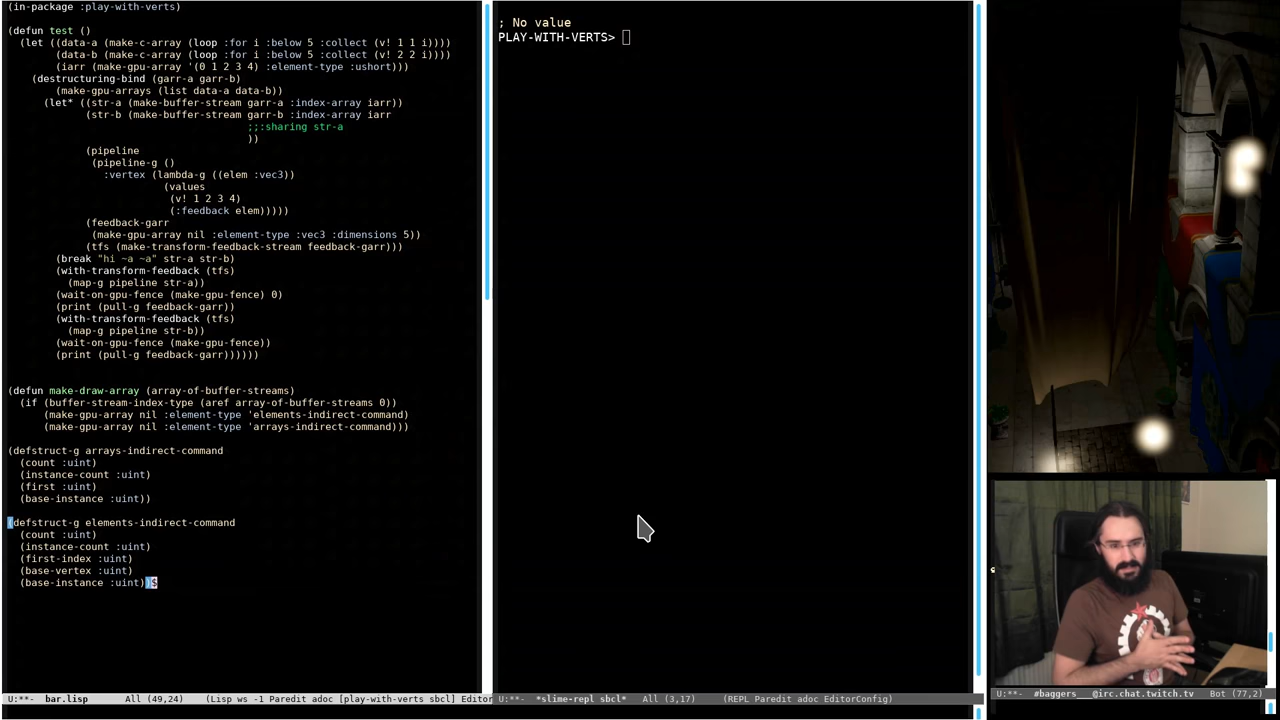 (in-package :play-with-verts)
(defun test ()
  (let ((data-a (make-c-array (loop :for i :below 5 :collect (v! 1 1 i))))
        (data-b (make-c-array (loop :for i :below 5 :collect (v! 2 2 i))))
        (iarr (make-gpu-array '(0 1 2 3 4) :element-type :ushort)))
    (destructuring-bind (garr-a garr-b)
        (make-gpu-arrays (list data-a data-b))
      (let* ((str-a (make-buffer-stream garr-a :index-array iarr))
             (str-b (make-buffer-stream garr-b :index-array iarr
                                        ;;:sharing str-a
                                        ))
             (pipeline
              (pipeline-g ()
                :vertex (lambda-g ((elem :vec3))
                          (values
                           (v! 1 2 3 4)
                           (:feedback elem)))))
             (feedback-garr
              (make-gpu-array nil :element-type :vec3 :dimensions 5))
             (tfs (make-transform-feedback-stream feedback-garr)))
        (break "hi ~a ~a" str-a str-b)
        (with-transform-feedback (tfs)
          (map-g pipeline str-a))
        (wait-on-gpu-fence (make-gpu-fence) 0)
        (print (pull-g feedback-garr))
        (with-transform-feedback (tfs)
          (map-g pipeline str-b))
        (wait-on-gpu-fence (make-gpu-fence))
        (print (pull-g feedback-garr))))))
(defun make-draw-array (array-of-buffer-streams)
  (if (buffer-stream-index-type (aref array-of-buffer-streams 0))
      (make-gpu-array nil :element-type 'elements-indirect-command)
      (make-gpu-array nil :element-type 'arrays-indirect-command)))
(defstruct-g arrays-indirect-command
  (count :uint)
  (instance-count :uint)
  (first :uint)
  (base-instance :uint))
(defstruct-g elements-indirect-command
  (count :uint)
  (instance-count :uint)
  (first-index :uint)
  (base-vertex :uint)
  (base-instance :uint))$
U:**-  bar.lisp      All (49,24)    (Lisp ws -1 Paredit adoc [play-with-verts sbcl] Editor
; No value
PLAY-WITH-VERTS>
U:**-  *slime-repl sbcl*   All (3,17)     (REPL Paredit adoc EditorConfig)
U:**-  #baggers___@irc.chat.twitch.tv   Bot (77,2)